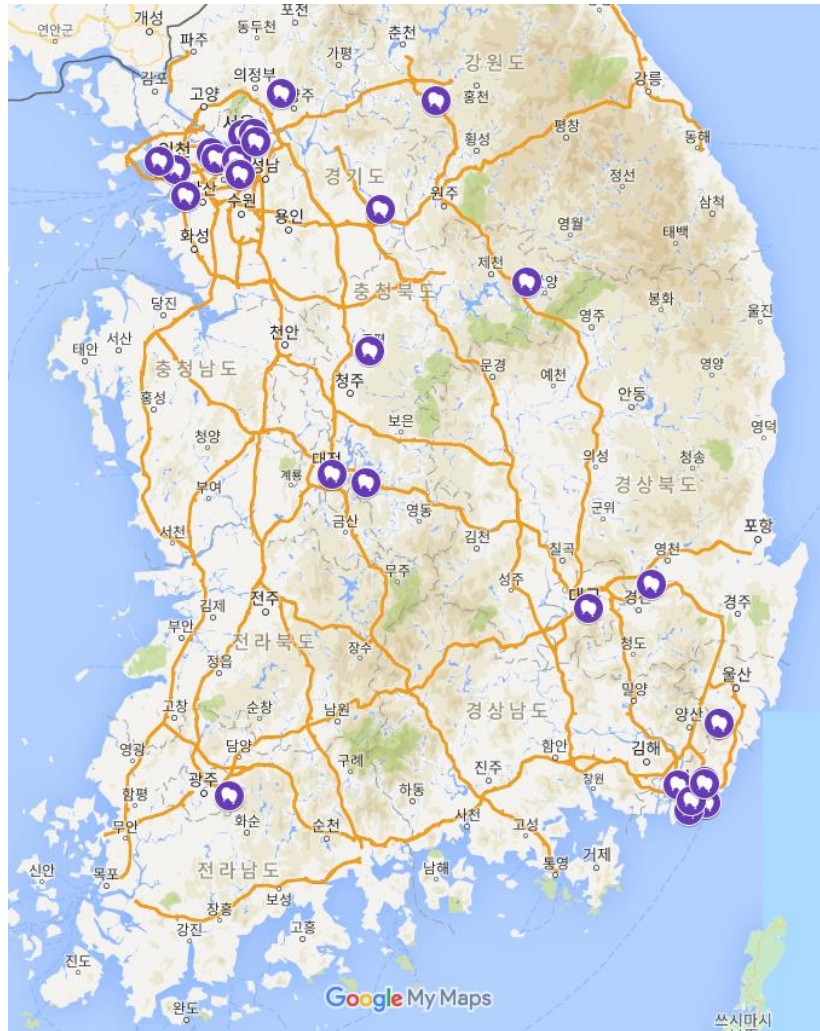 개성
포천
연안군
파주
동두천
춘천
가평
강원도
김포
고양
의정부
홍천
강릉
횡성
평창
동해
성남
경기도
원주
정선
수원
용인
삼척
화성
영월
태백
제천
충청북도
당진
영주
봉화
울진
서산
태안
천안
충청남도
문경
예천
영양
홍성
청주
안동
보은
영덕
청양
대전
계룡
의성
청송
부여
경상북도
영동
군위
금산
서천
김천
칠곡
영천
포항
무주
성주
대구
경산
김제
전주
경주
부안
전라북도
장수
청도
정읍
울산
고창
순창
남원
경상남도
밀양
양산
영광
담양
함안
김해
구례
진주
광주
하동
창원
함평
화순
순천
사천
고성
무안
거제
신안
목포
전라남도
남해
통영
보성
장흥
강진
고흥
진도
완도
쓰시마시
Google My Maps